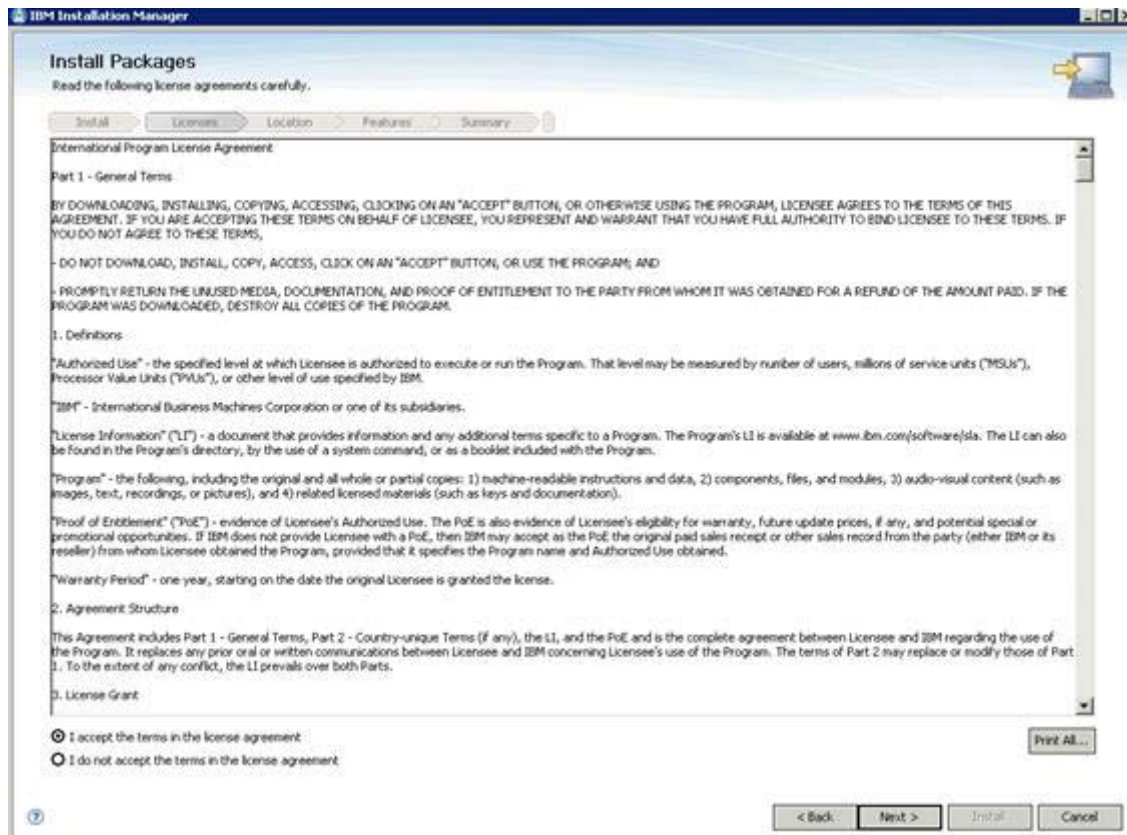 IBM Installation Manager
Install Packages
Read the following license agreements carefully.
Install Licenses Location Features Summary
International Program License Agreement
Part 1 - General Terms
BY DOWNLOADING, INSTALLING, COPYING, ACCESSING, CLICKING ON AN "ACCEPT" BUTTON, OR OTHERWISE USING THE PROGRAM, LICENSEE AGREES TO THE TERMS OF THIS
AGREEMENT. IF YOU ARE ACCEPTING THESE TERMS ON BEHALF OF LICENSEE, YOU REPRESENT AND WARRANT THAT YOU HAVE FULL AUTHORITY TO BIND LICENSEE TO THESE TERMS. IF
YOU DO NOT AGREE TO THESE TERMS,
- DO NOT DOWNLOAD, INSTALL, COPY, ACCESS, CLICK ON AN "ACCEPT" BUTTON, OR USE THE PROGRAM; AND
- PROMPTLY RETURN THE UNUSED MEDIA, DOCUMENTATION, AND PROOF OF ENTITLEMENT TO THE PARTY FROM WHOM IT WAS OBTAINED FOR A REFUND OF THE AMOUNT PAID. IF THE
PROGRAM WAS DOWNLOADED, DESTROY ALL COPIES OF THE PROGRAM.
1. Definitions
"Authorized Use" - the specified level at which Licensee is authorized to execute or run the Program. That level may be measured by number of users, millions of service units ("MSUs"),
Processor Value Units ("PVUs"), or other level of use specified by IBM.
"IBM" - International Business Machines Corporation or one of its subsidiaries.
"License Information" ("LI") - a document that provides information and any additional terms specific to a Program. The Program's LI is available at www.ibm.com/software/sla. The LI can also
be found in the Program's directory, by the use of a system command, or as a booklet included with the Program.
"Program" - the following, including the original and all whole or partial copies: 1) machine-readable instructions and data, 2) components, files, and modules, 3) audio-visual content (such as
images, text, recordings, or pictures), and 4) related licensed materials (such as keys and documentation).
"Proof of Entitlement" ("PoE") - evidence of Licensee's Authorized Use. The PoE is also evidence of Licensee's eligibility for warranty, future update prices, if any, and potential special or
promotional opportunities. If IBM does not provide Licensee with a PoE, then IBM may accept as the PoE the original paid sales receipt or other sales record from the party (either IBM or its
reseller) from whom Licensee obtained the Program, provided that it specifies the Program name and Authorized Use obtained.
"Warranty Period" - one year, starting on the date the original Licensee is granted the license.
2. Agreement Structure
This Agreement includes Part 1 - General Terms, Part 2 - Country-unique Terms (if any), the LI, and the PoE and is the complete agreement between Licensee and IBM regarding the use of
the Program. It replaces any prior oral or written communications between Licensee and IBM concerning Licensee's use of the Program. The terms of Part 2 may replace or modify those of Part
1. To the extent of any conflict, the LI prevails over both Parts.
3. License Grant
I accept the terms in the license agreement
Print All...
I do not accept the terms in the license agreement
? < Back Next > Install Cancel